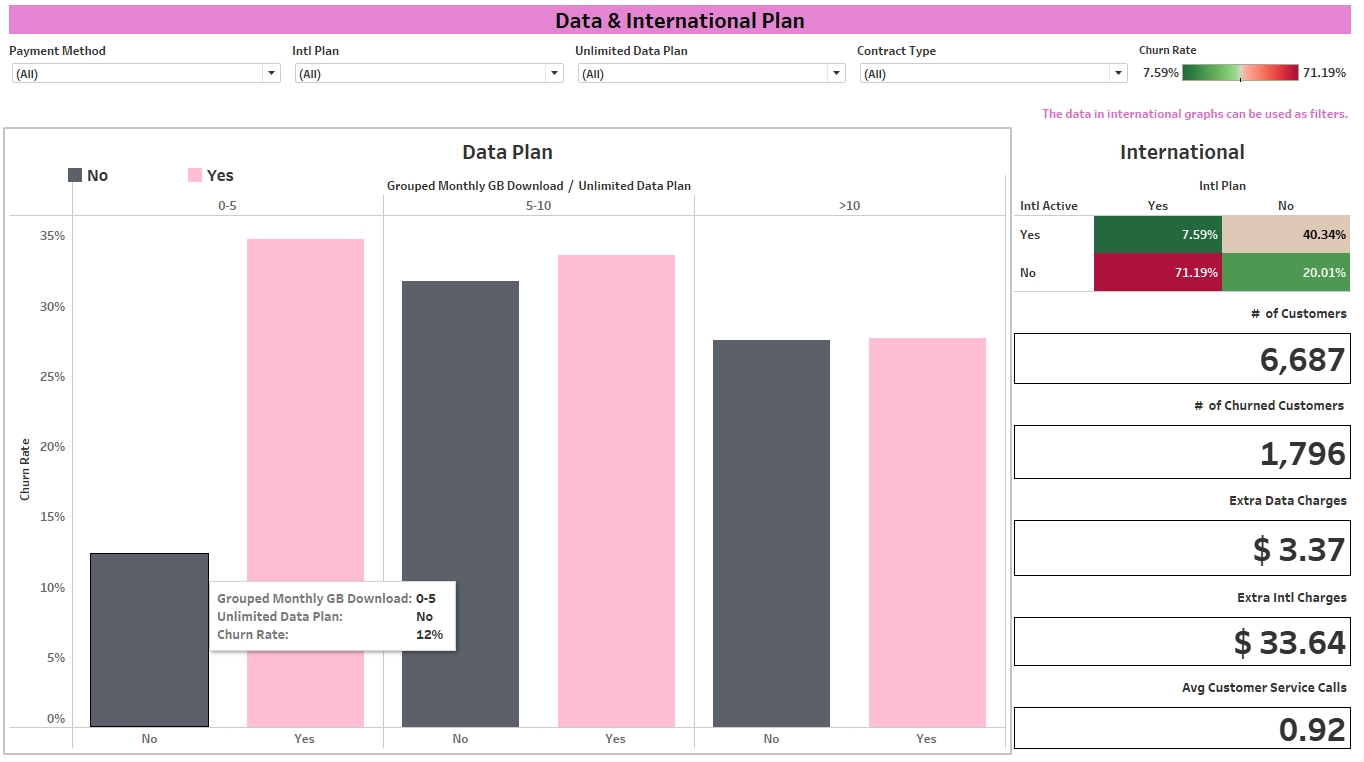 Data & International Plan
Payment Method
Intl Plan
Unlimited Data Plan
Contract Type
Churn Rate
(All)
(All)
(All)
(All)
7.59%
71.19%
The data in international graphs can be used as filters.
Data Plan
No
Yes
Grouped Monthly GB Download / Unlimited Data Plan
0-5
5-10
>10
35%
30%
25%
20%
15%
10%
5%
0%
Churn Rate
Grouped Monthly GB Download: 0-5
Unlimited Data Plan: No
Churn Rate: 12%
No
Yes
No
Yes
No
Yes
International
Intl Plan
Intl Active Yes No
Yes 7.59% 40.34%
No 71.19% 20.01%
# of Customers
6,687
# of Churned Customers
1,796
Extra Data Charges
$ 3.37
Extra Intl Charges
$ 33.64
Avg Customer Service Calls
0.92